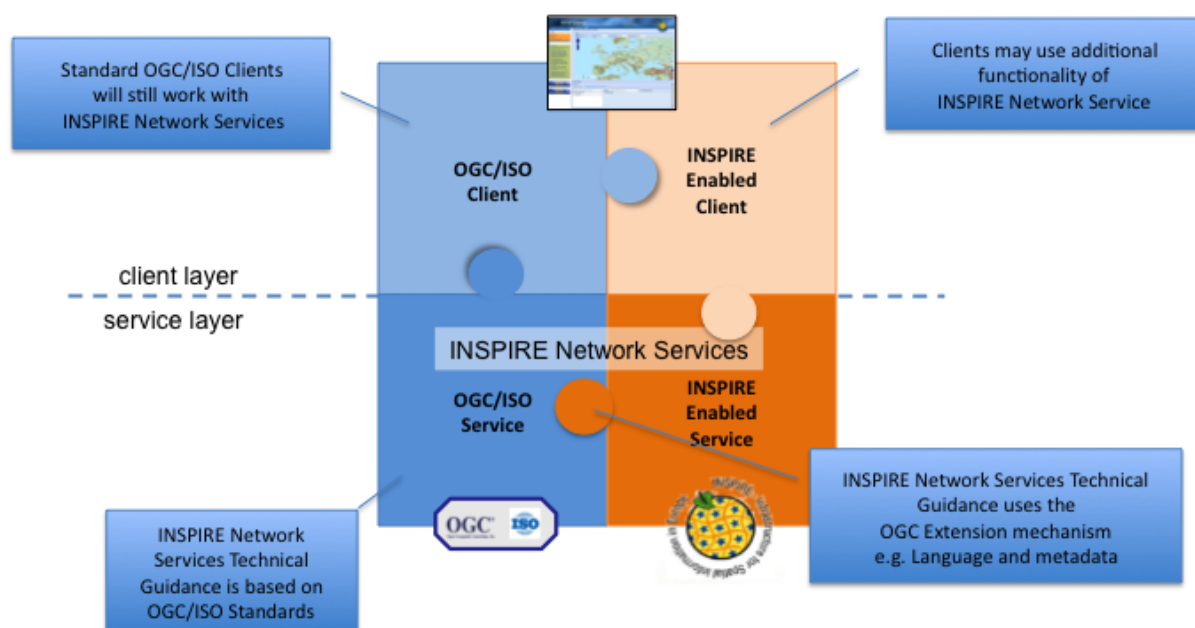 Standard OGC/ISO Clients
will still work with
INSPIRE Network Services
Clients may use additional
functionality of
INSPIRE Network Service
OGC/ISO
Client
INSPIRE
Enabled
Client
client layer
service layer
INSPIRE Network Services
OGC/ISO
Service
INSPIRE
Enabled
Service
INSPIRE Network
Services Technical
Guidance is based on
OGC/ISO Standards
OGC
ISO
INSPIRE Network Services Technical
Guidance uses the
OGC Extension mechanism
e.g. Language and metadata